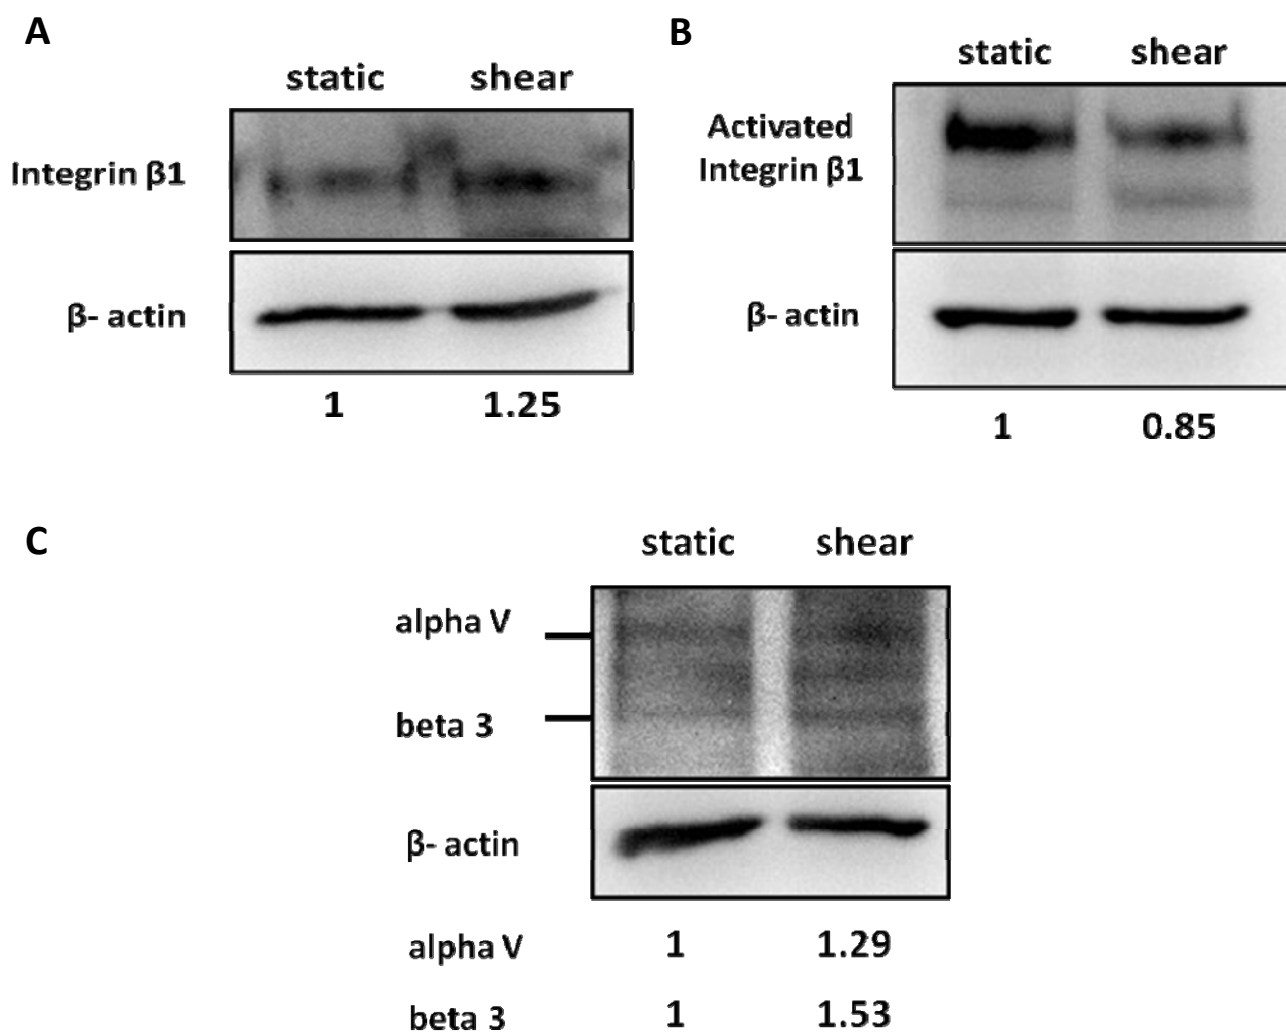 A
static shear
Integrin β1
β- actin
1 1.25
B
static shear
Activated
Integrin β1
β- actin
1 0.85
C
static shear
alpha V
beta 3
β- actin
alpha V 1 1.29
beta 3 1 1.53